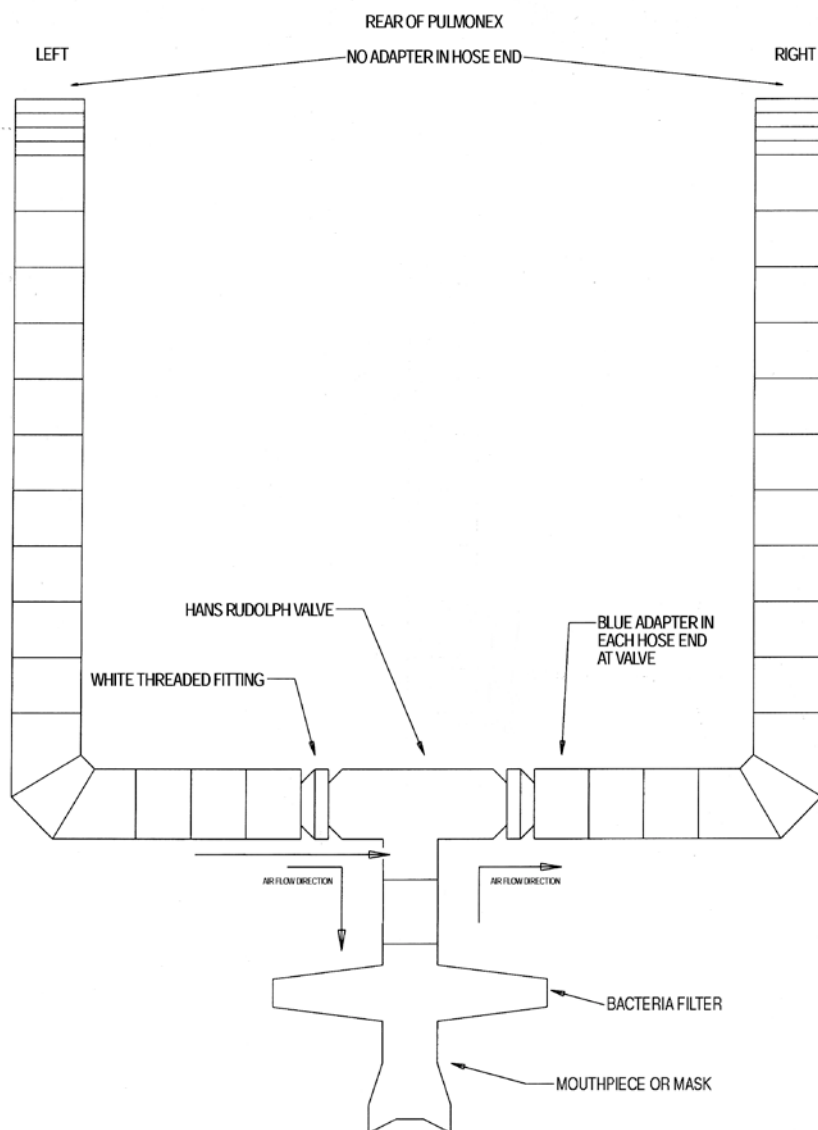 REAR OF PULMONEX
LEFT
NO ADAPTER IN HOSE END
RIGHT
HANS RUDOLPH VALVE
BLUE ADAPTER IN
EACH HOSE END
AT VALVE
WHITE THREADED FITTING
AIR FLOW DIRECTION
AIR FLOW DIRECTION
BACTERIA FILTER
MOUTHPIECE OR MASK